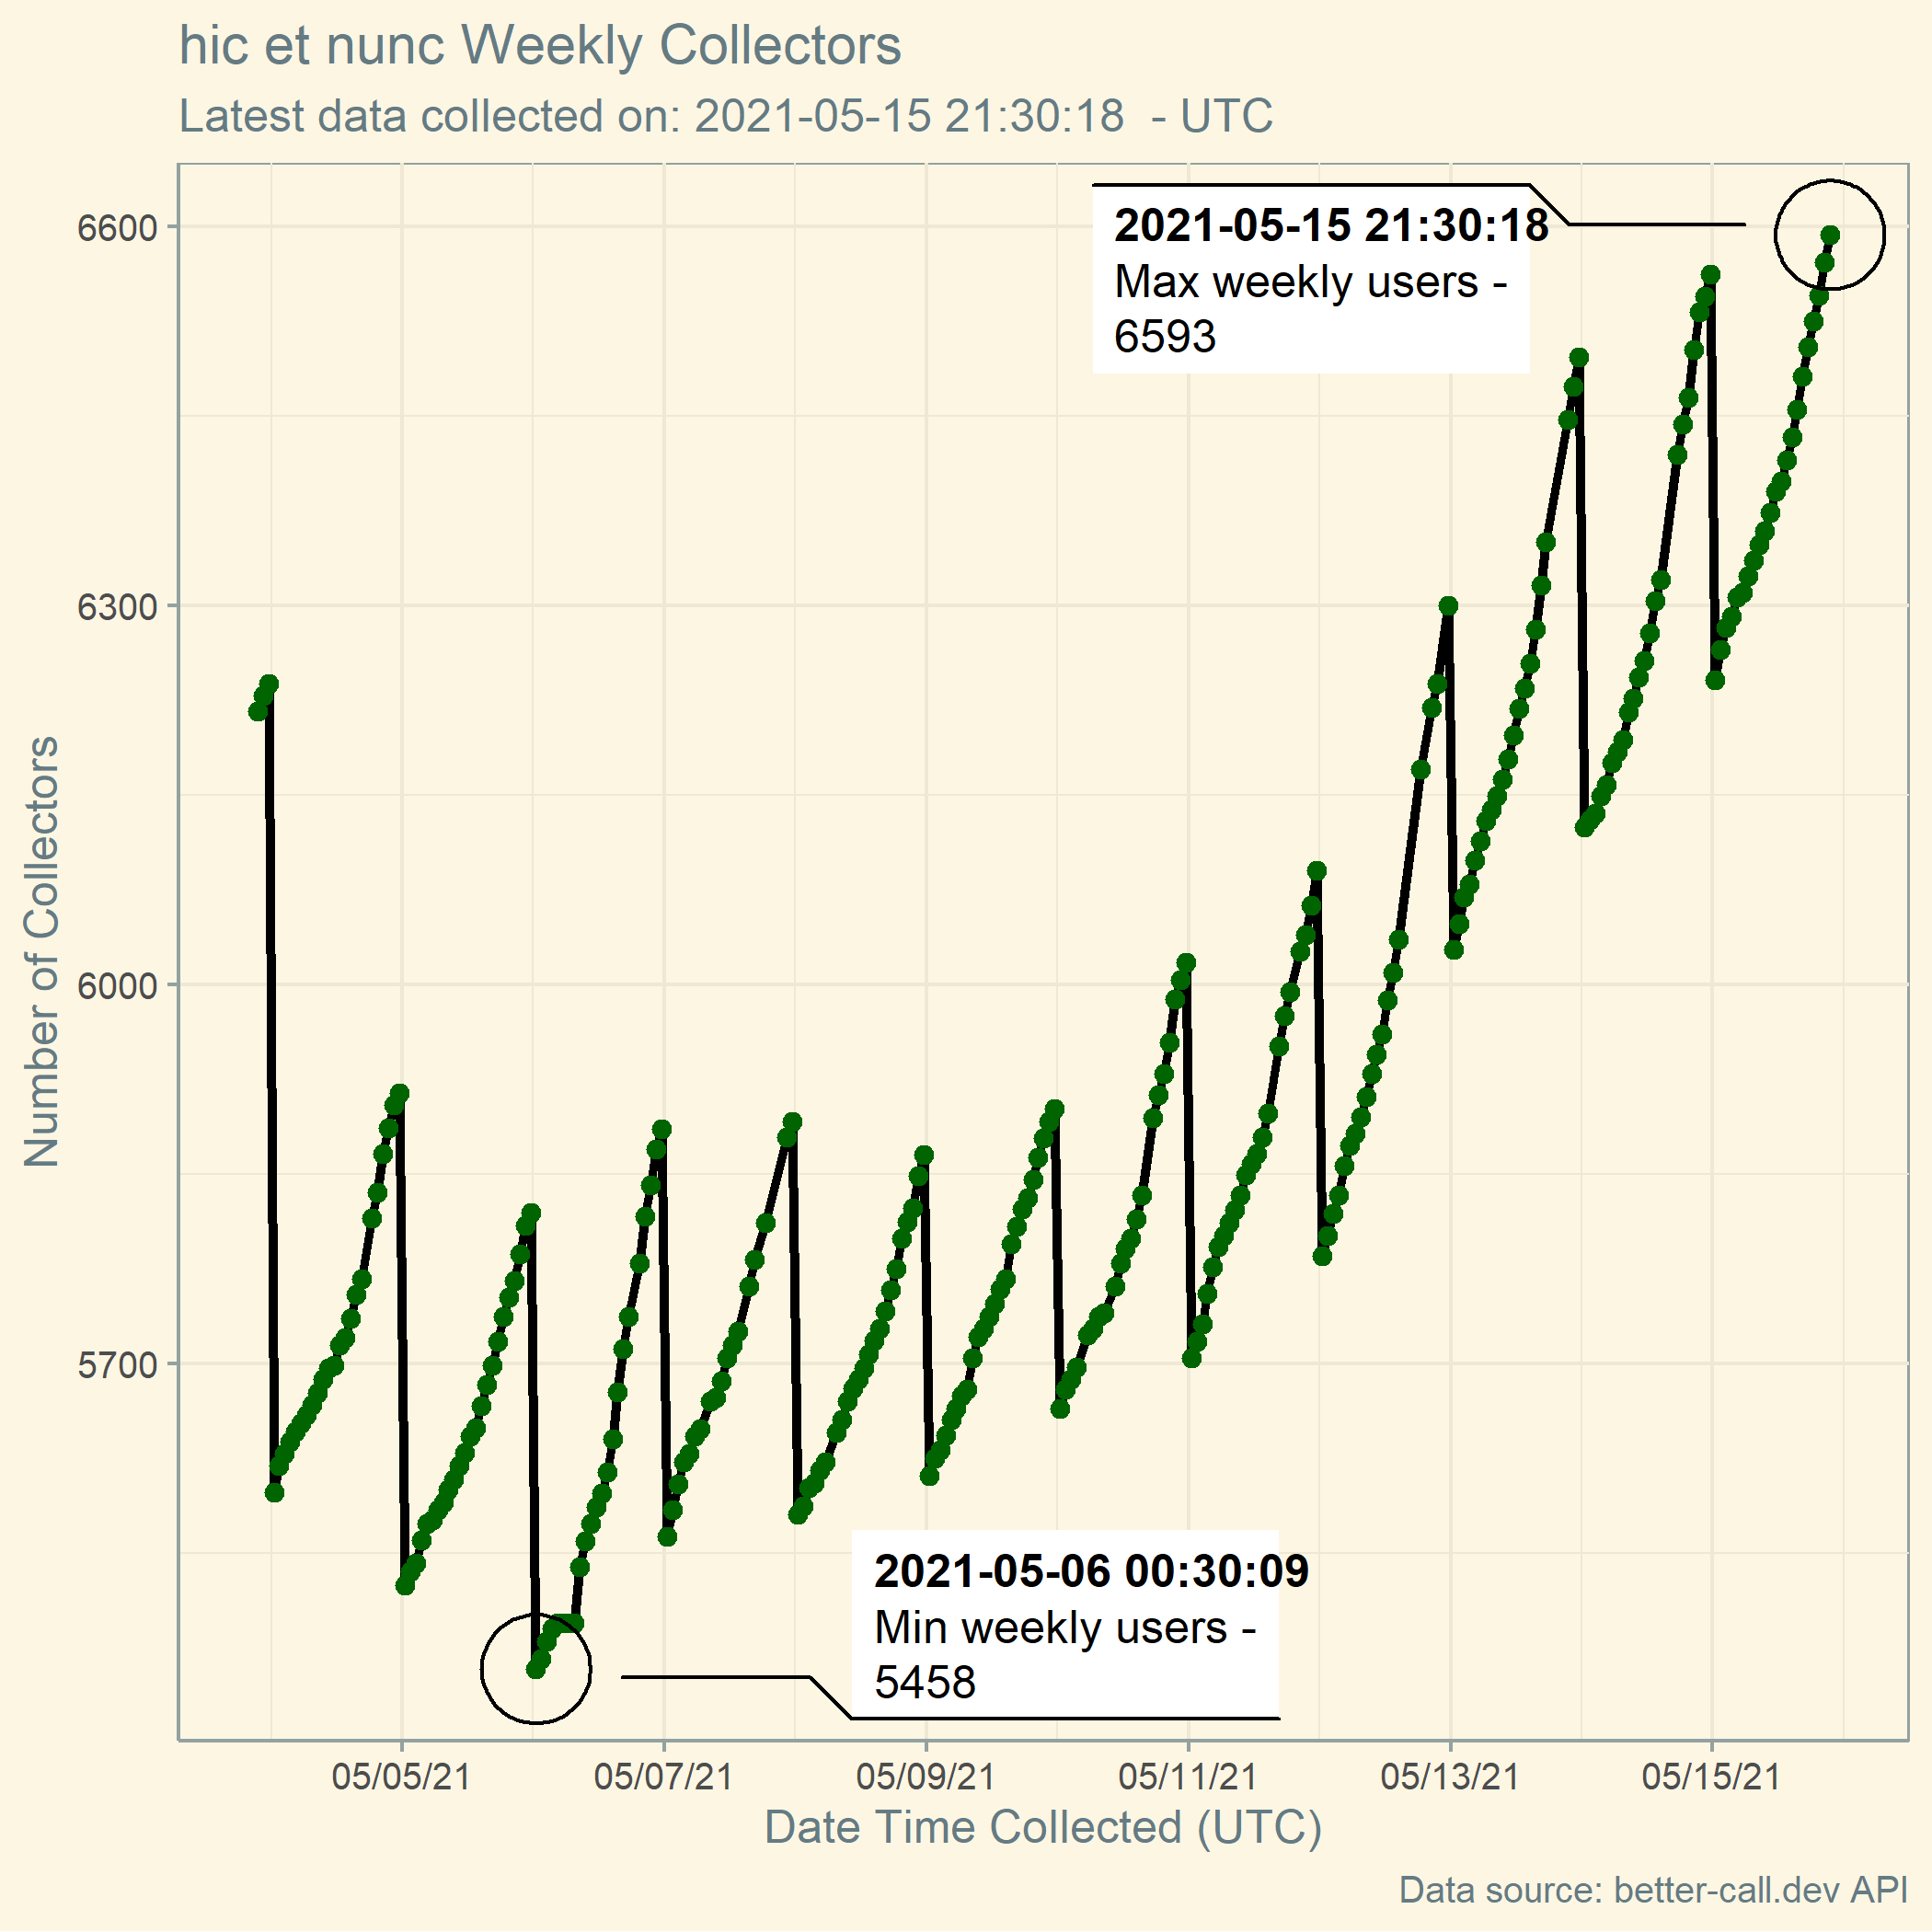 hic et nunc Weekly Collectors
Latest data collected on: 2021-05-15 21:30:18  - UTC
2021-05-15 21:30:18
Max weekly users -
6593
6600
6300
6000
5700
Number of Collectors
2021-05-06 00:30:09
Min weekly users -
5458
05/05/21
05/07/21
05/09/21
05/11/21
05/13/21
05/15/21
Date Time Collected (UTC)
Data source: better-call.dev API